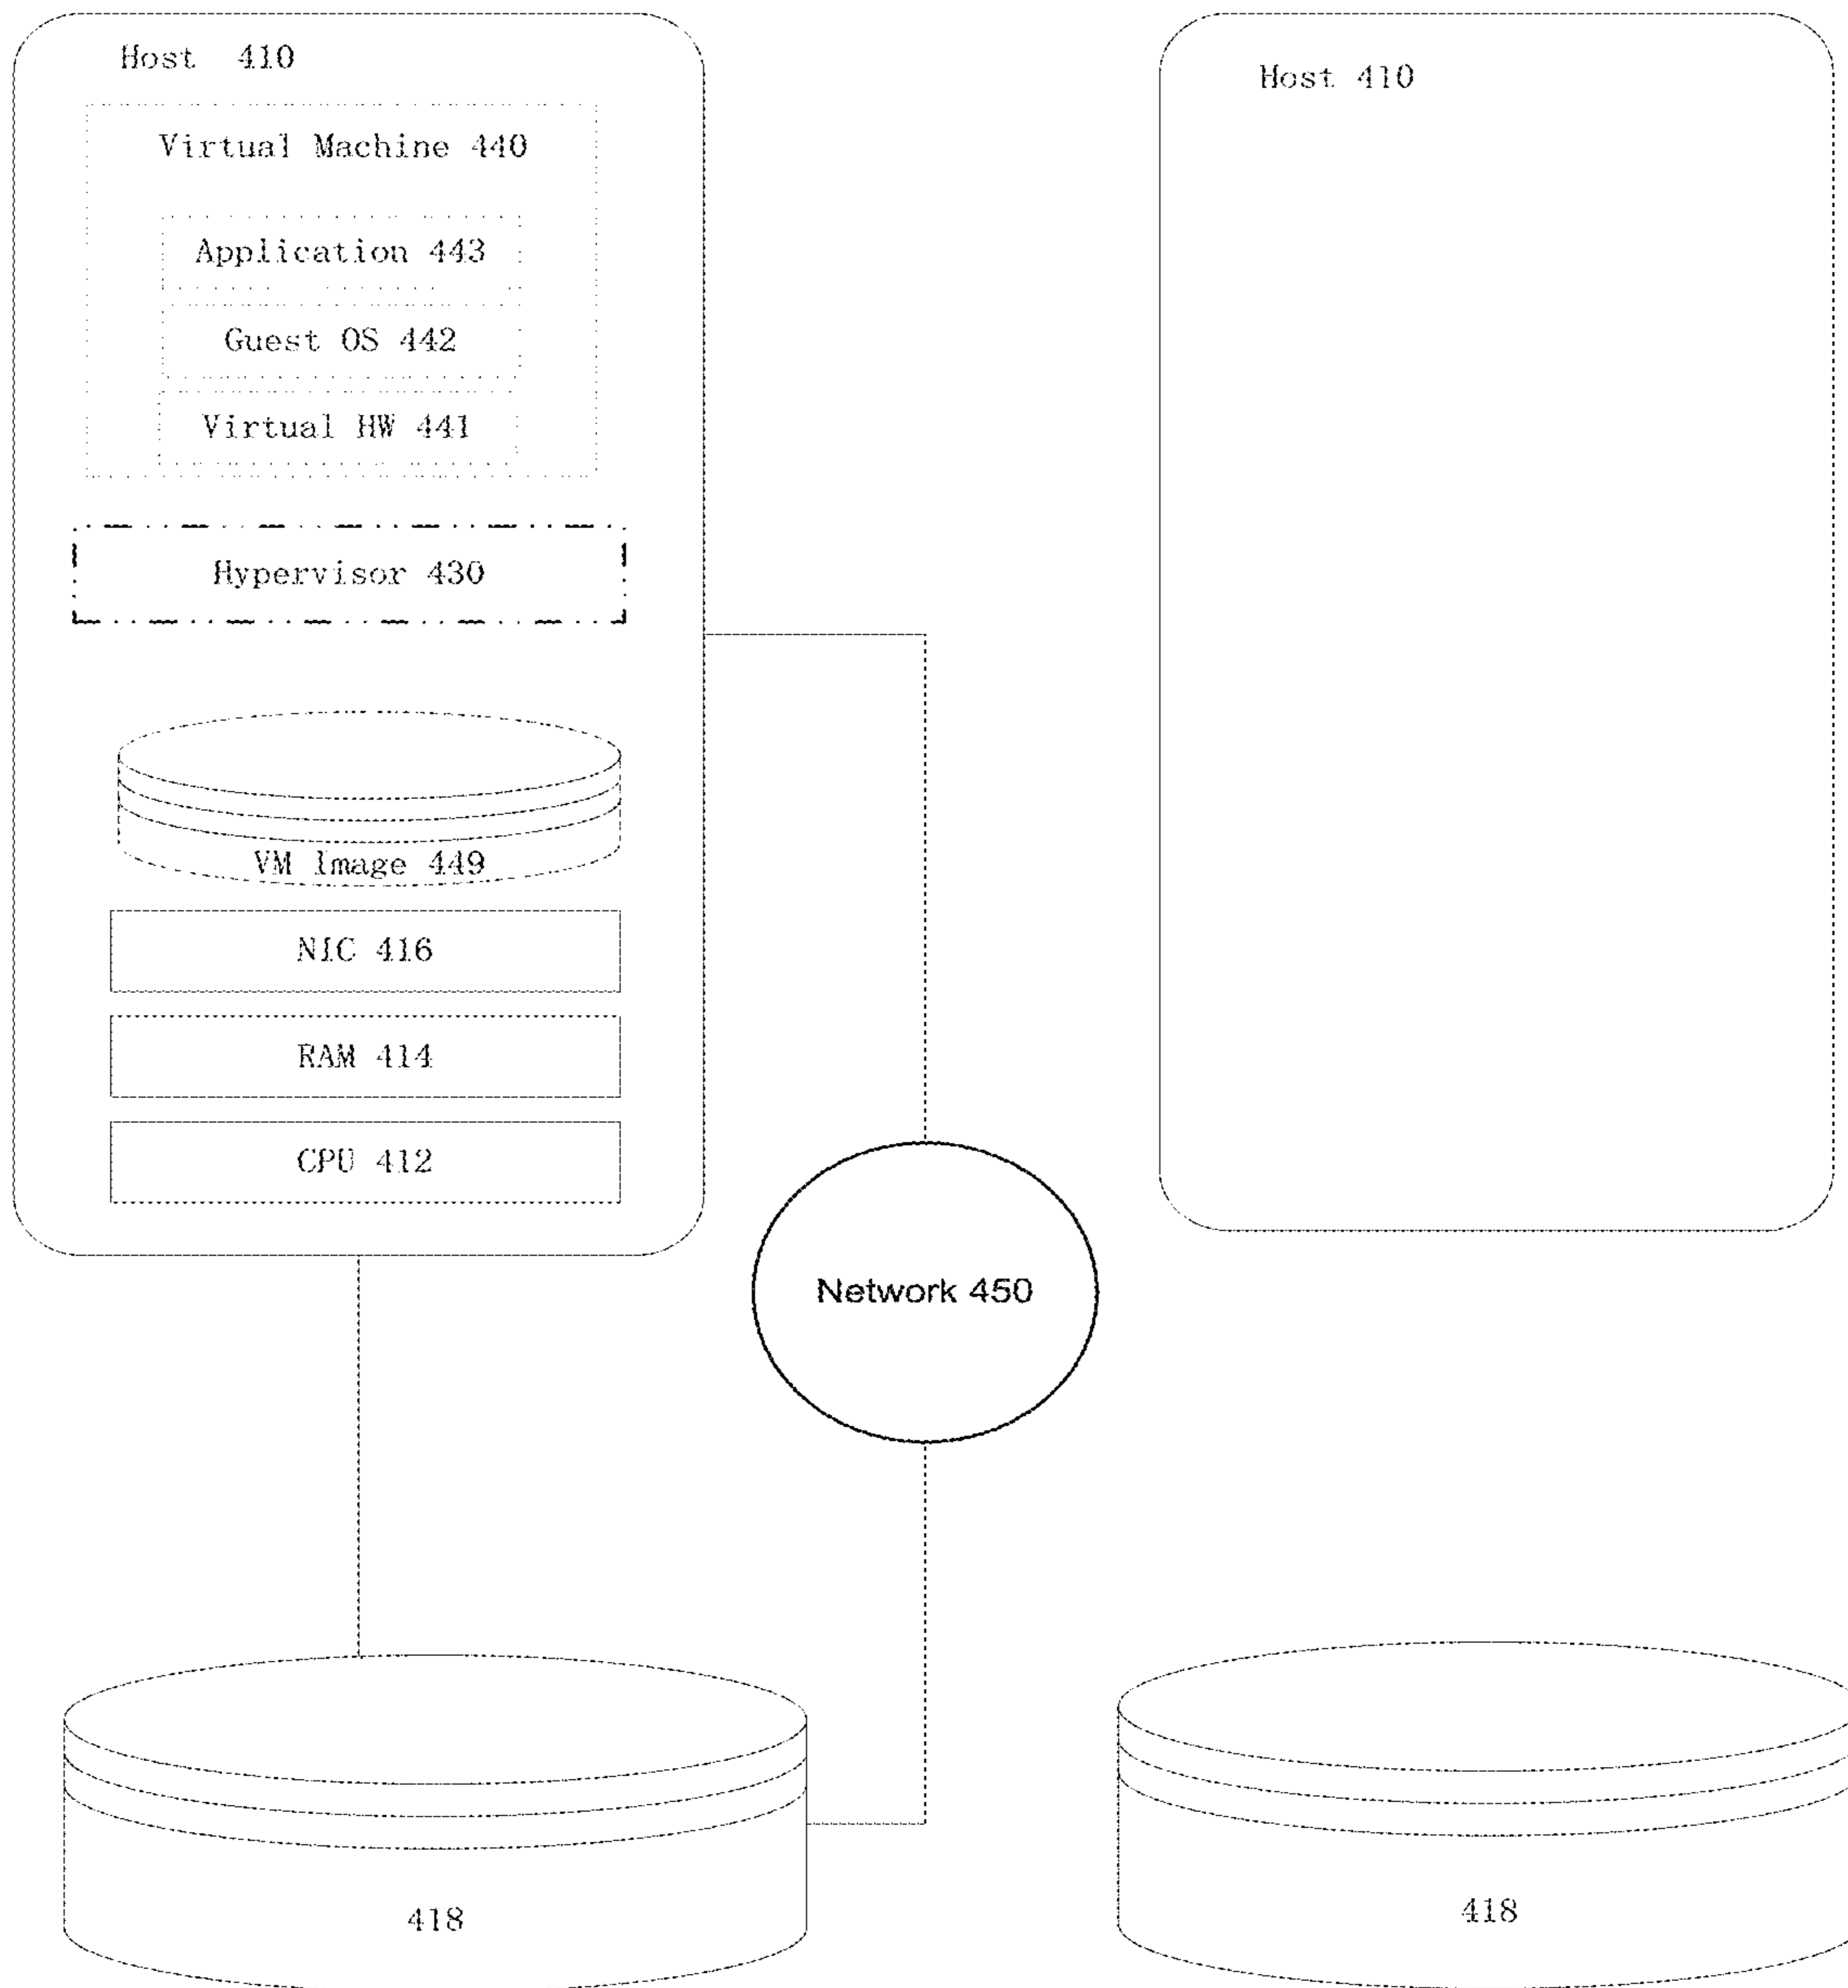 Host 410
Virtual Machine 440
Application 443
Guest OS 442
Virtual HW 441
Hypervisor 430
VM Image 449
NIC 416
RAM 414
CPU 412
Host 410
Network 450
418
418